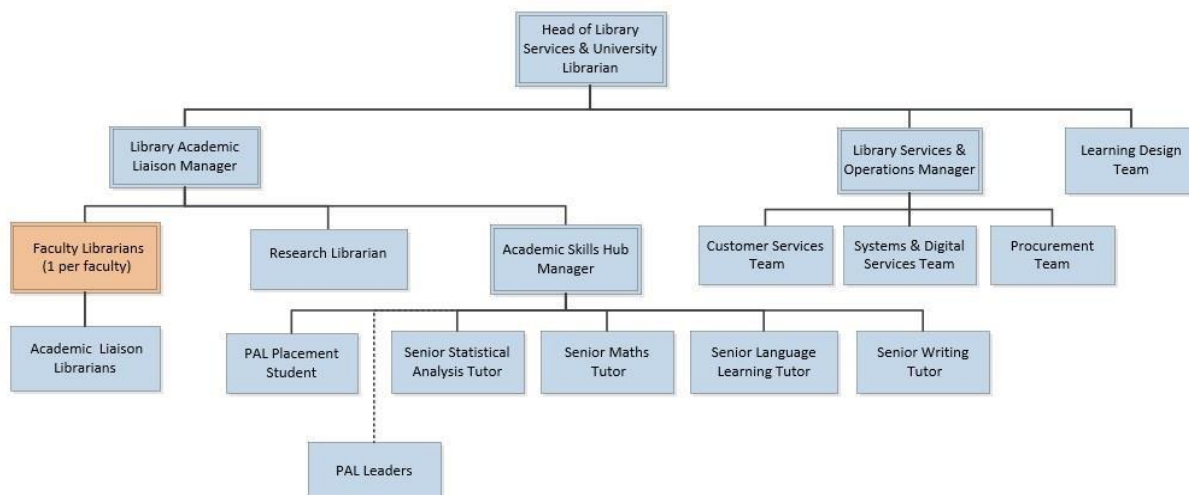 Head of Library
Services & University
Librarian
Library Academic
Liaison Manager
Library Services &
Operations Manager
Learning Design
Team
Faculty Librarians
(1 per faculty)
Research Librarian
Academic Skills Hub
Manager
Customer Services
Team
Systems & Digital
Services Team
Procurement
Team
Academic Liaison
Librarians
PAL Placement
Student
Senior Statistical
Analysis Tutor
Senior Maths
Tutor
Senior Language
Learning Tutor
Senior Writing
Tutor
PAL Leaders